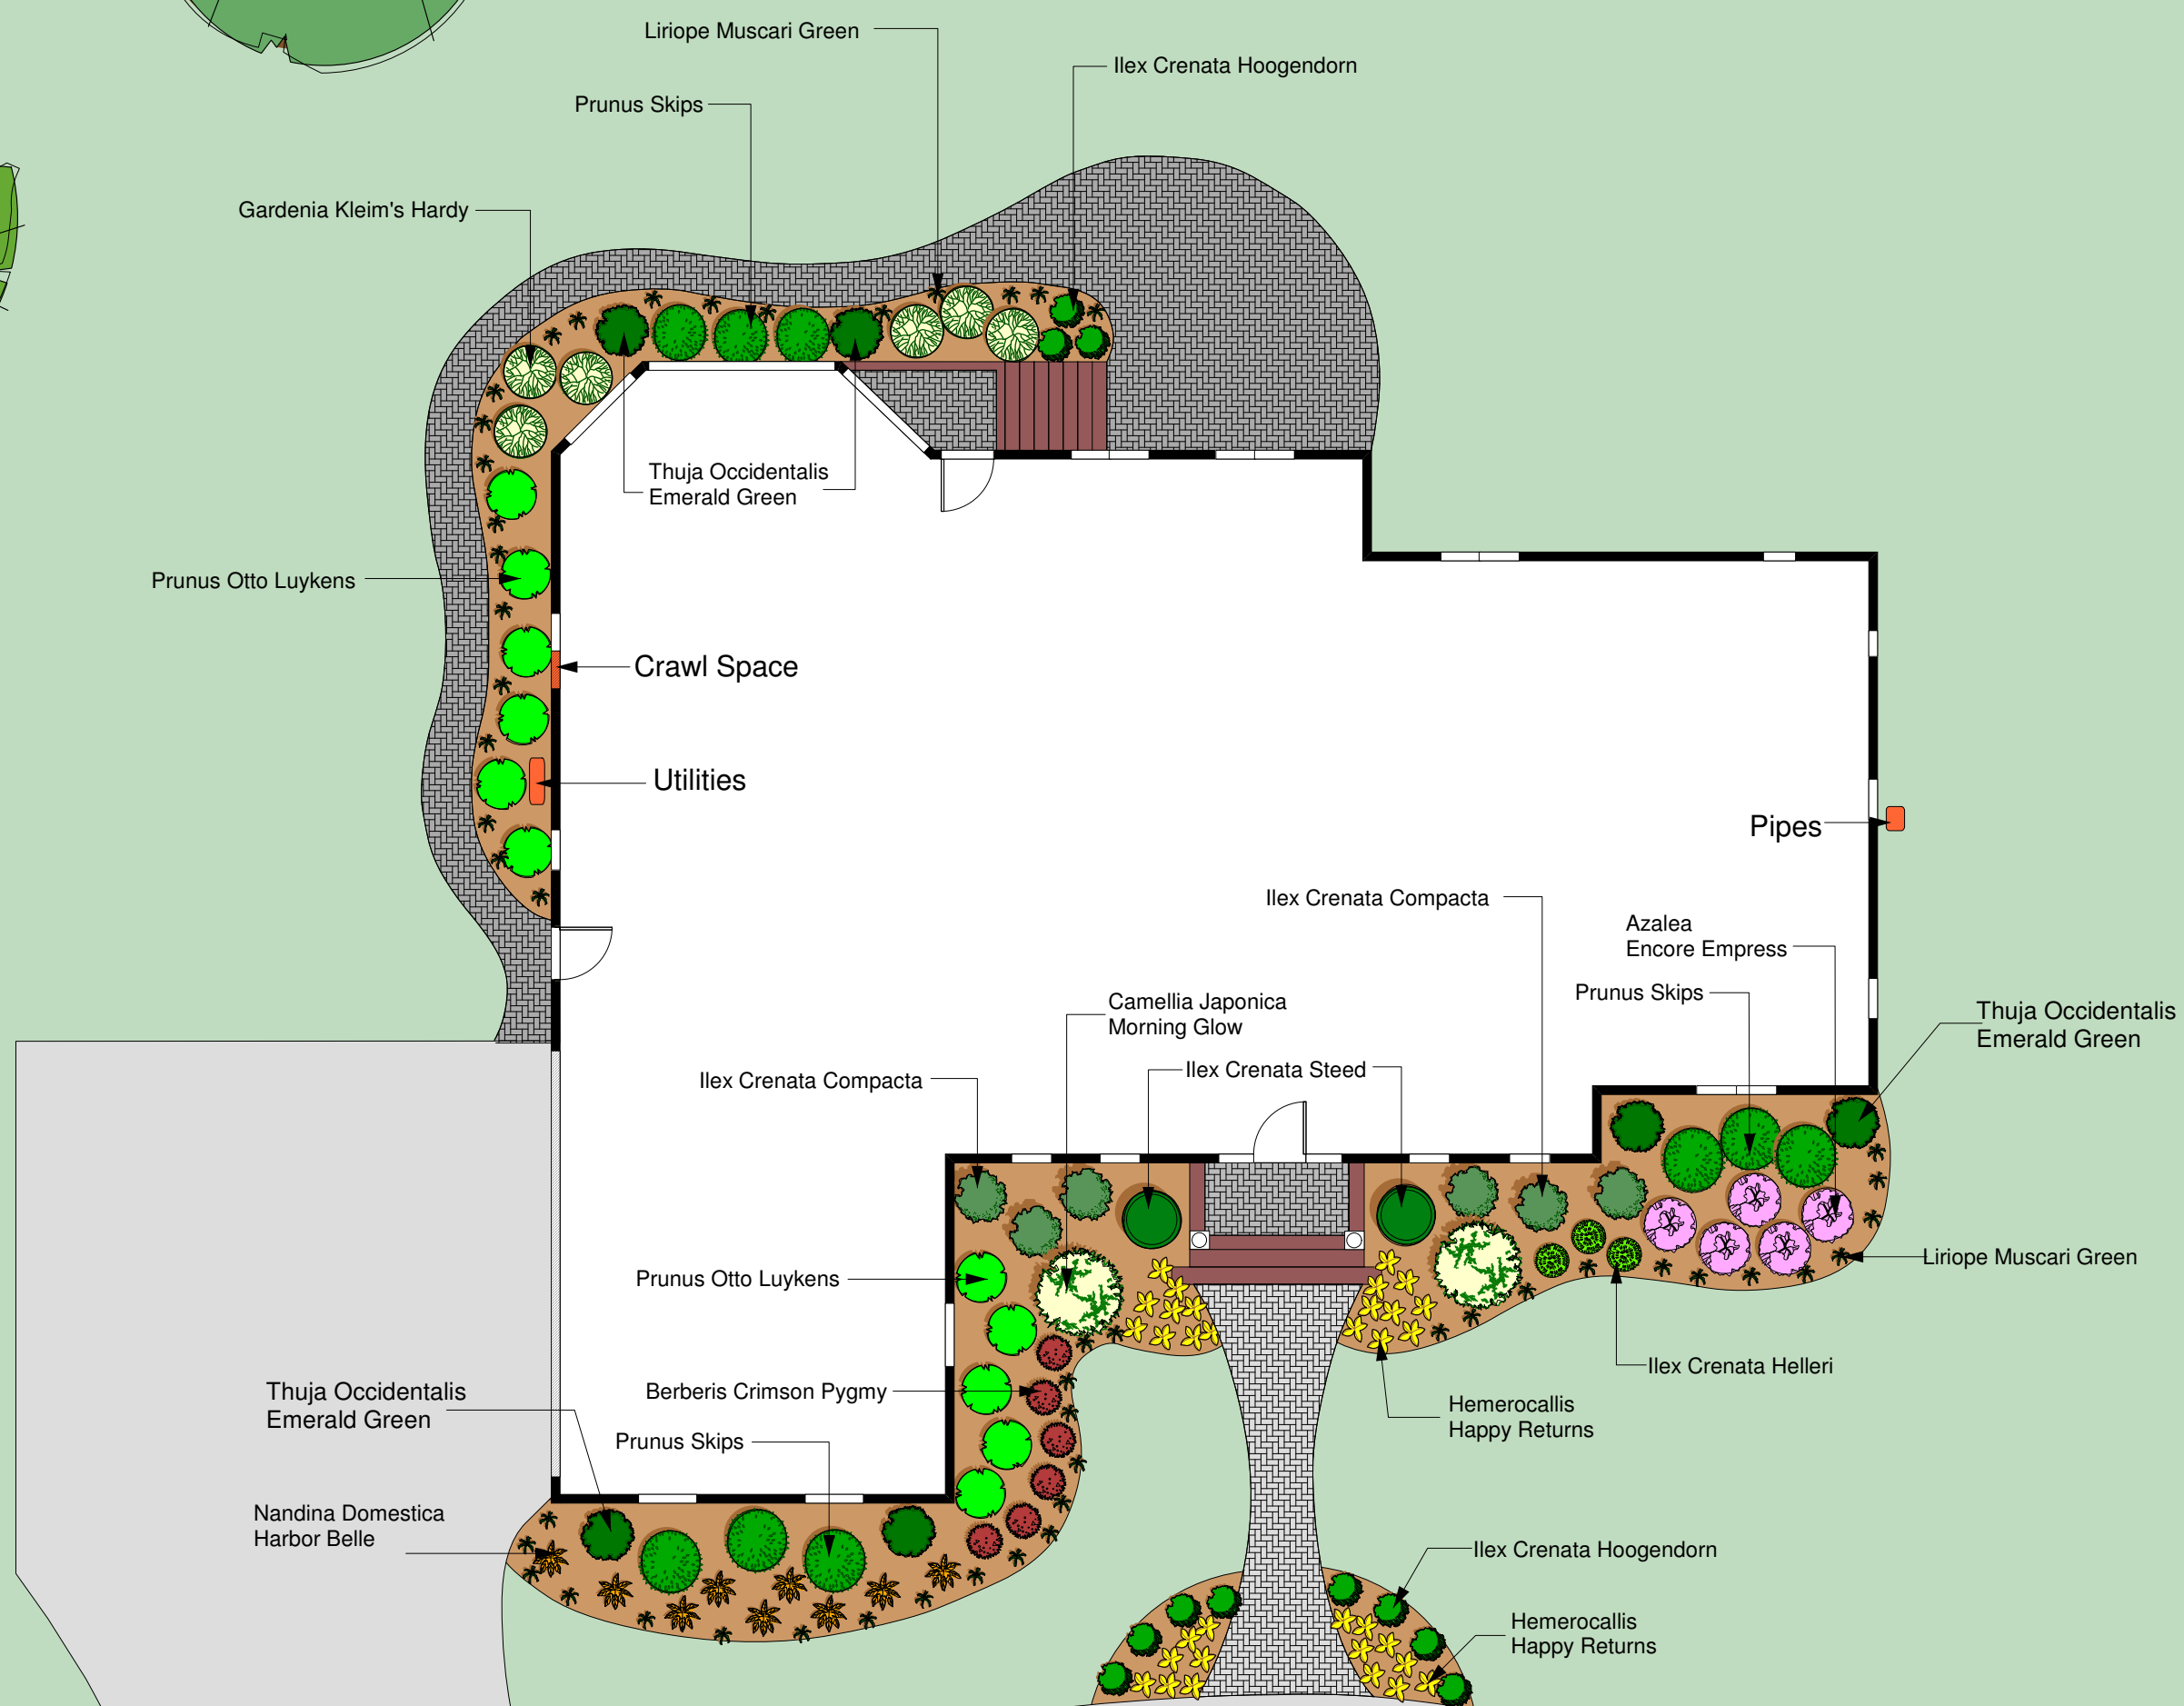 Liriope Muscari Green
Ilex Crenata Hoogendorn
Prunus Skips
Gardenia Kleim's Hardy
Thuja Occidentalis
Emerald Green
Prunus Otto Luykens
Crawl Space
Utilities
Pipes
Ilex Crenata Compacta
Azalea
Encore Empress
Prunus Skips
Camellia Japonica
Morning Glow
Thuja Occidentalis
Emerald Green
Ilex Crenata Steed
Ilex Crenata Compacta
Liriope Muscari Green
Prunus Otto Luykens
Ilex Crenata Helleri
Berberis Crimson Pygmy
Thuja Occidentalis
Emerald Green
Hemerocallis
Happy Returns
Prunus Skips
Nandina Domestica
Harbor Belle
Ilex Crenata Hoogendorn
Hemerocallis
Happy Returns